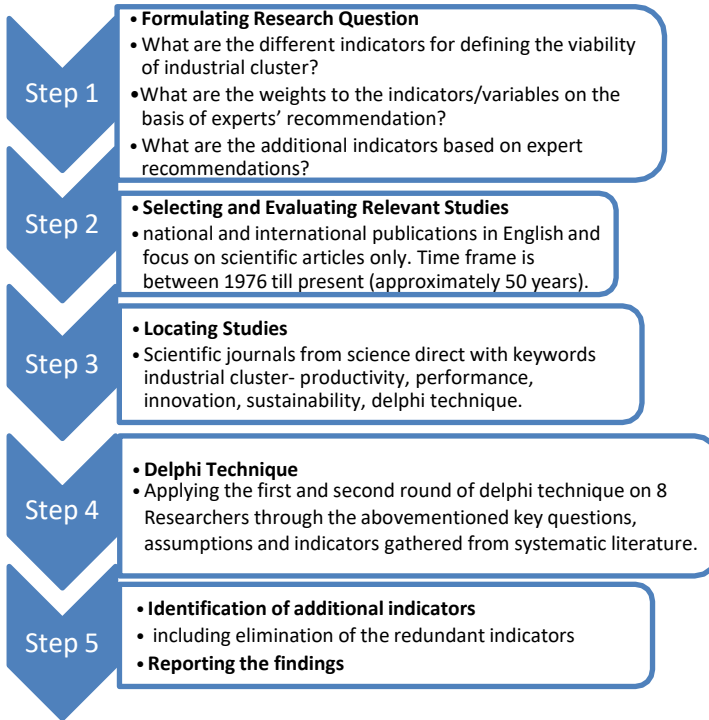 Step 1
• Formulating Research Question
• What are the different indicators for defining the viability
of industrial cluster?
•What are the weights to the indicators/variables on the
basis of experts’ recommendation?
• What are the additional indicators based on expert
recommendations?
Step 2
• Selecting and Evaluating Relevant Studies
• national and international publications in English and
focus on scientific articles only. Time frame is
between 1976 till present (approximately 50 years).
Step 3
• Locating Studies
• Scientific journals from science direct with keywords
industrial cluster- productivity, performance,
innovation, sustainability, delphi technique.
Step 4
• Delphi Technique
• Applying the first and second round of delphi technique on 8
Researchers through the abovementioned key questions,
assumptions and indicators gathered from systematic literature.
Step 5
• Identification of additional indicators
• including elimination of the redundant indicators
• Reporting the findings